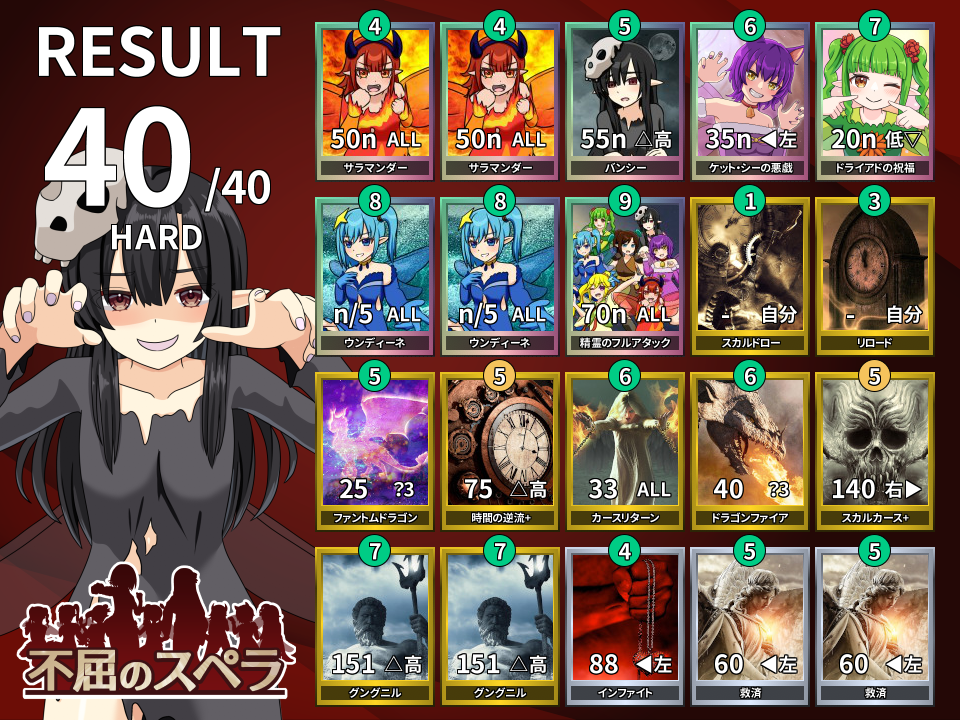 RESULT
40 /40
HARD
4
50n ALL
サラマンダー
4
50n ALL
サラマンダー
5
55n △高
バンシー
6
35n ◀左
ケット・シーの悪戯
7
20n 低▽
ドライアドの祝福
8
n/5 ALL
ウンディーネ
8
n/5 ALL
ウンディーネ
9
70n ALL
精霊のフルアタック
1
- 自分
スカルドロー
3
- 自分
リロード
5
25 ?3
ファントムドラゴン
5
75 △高
時間の逆流+
6
33 ALL
カースリターン
6
40 ?3
ドラゴンファイア
5
140 右▶
スカルカース+
7
151 △高
グングニル
7
151 △高
グングニル
4
88 ◀左
インファイト
5
60 ◀左
救済
5
60 ◀左
救済
不屈のスペラ